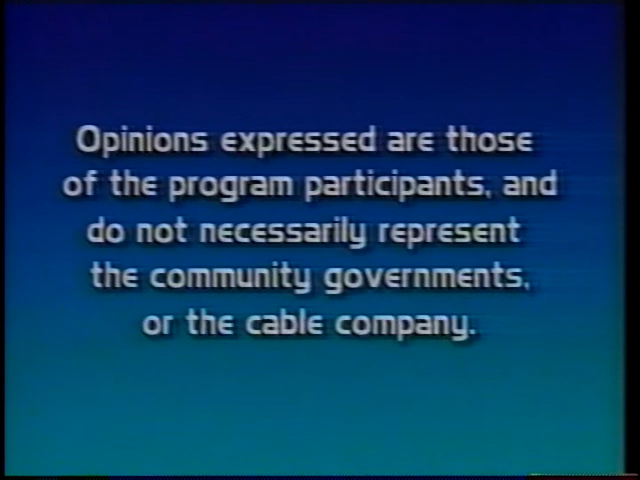 Opinions expressed are those
of the program participants, and
do not necessarily represent
the community governments,
or the cable company.